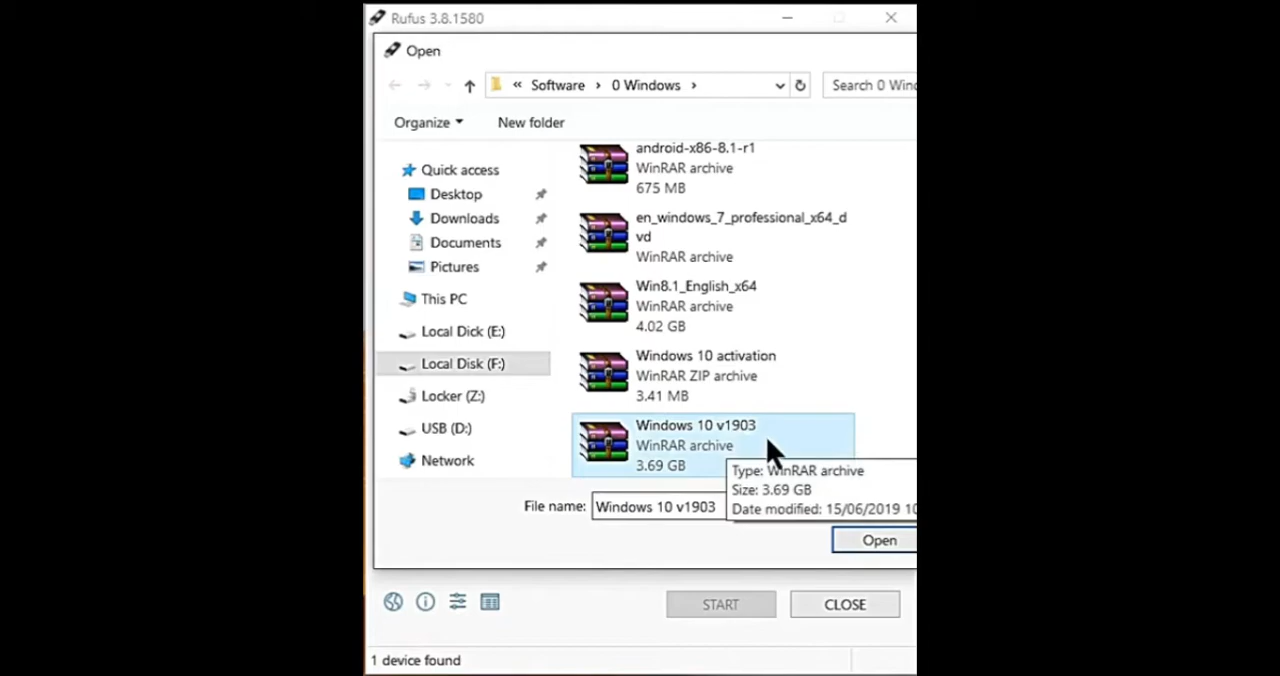 Rufus 3.8.1580
Open
« Software › 0 Windows ›
Search 0 Winc
Organize
New folder
Quick access
Desktop
Downloads
Documents
Pictures
This PC
Local Dick (E:)
Local Disk (F:)
Locker (Z:)
USB (D:)
Network
android-x86-8.1-r1
WinRAR archive
675 MB
en_windows_7_professional_x64_d
vd
WinRAR archive
Win8.1_English_x64
WinRAR archive
4.02 GB
Windows 10 activation
WinRAR ZIP archive
3.41 MB
Windows 10 v1903
WinRAR archive
3.69 GB
Type: WinRAR archive
Size: 3.69 GB
Date modified: 15/06/2019 10
File name: Windows 10 v1903
Open
START
CLOSE
1 device found